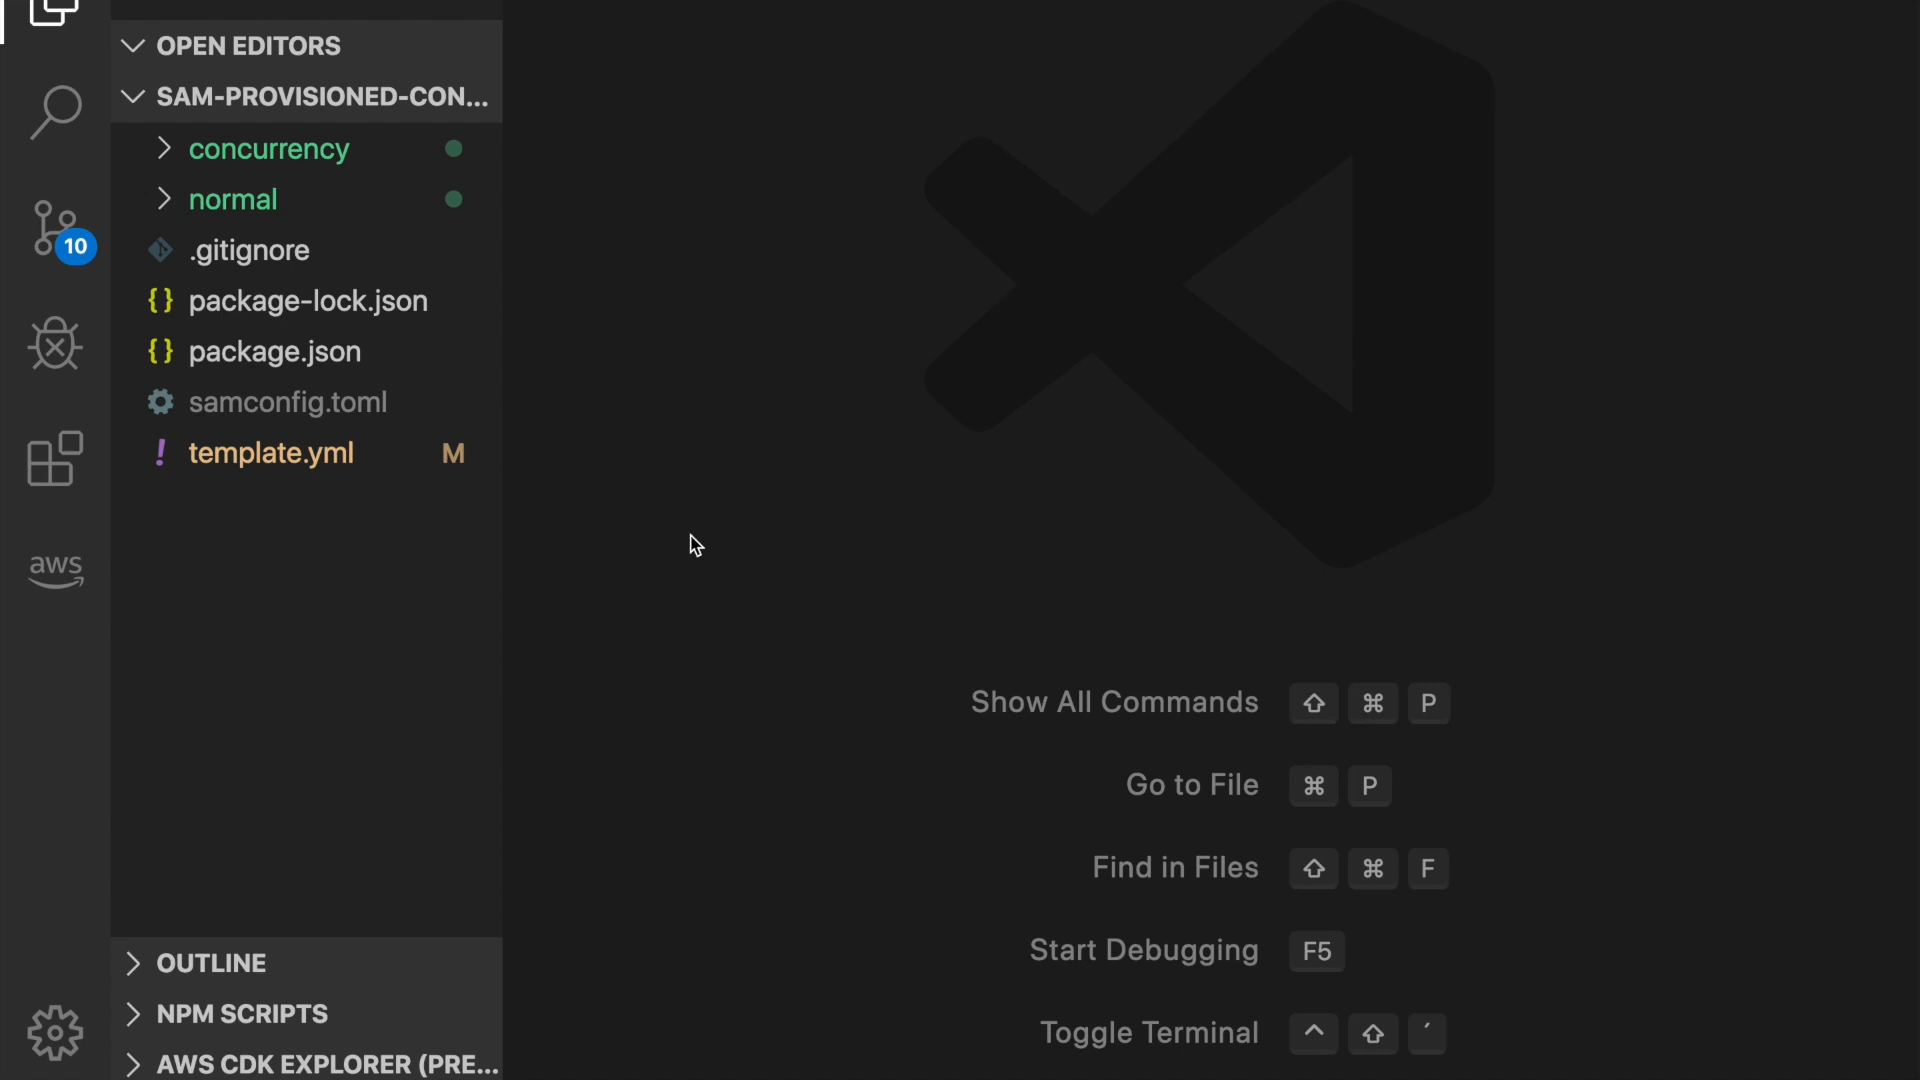 OPEN EDITORS
SAM-PROVISIONED-CON...
concurrency
normal
.gitignore
10
package-lock.json
package.json
samconfig.toml
template.yml M
aws
Show All Commands ⇧ ⌘ P
Go to File ⌘ P
Find in Files ⇧ ⌘ F
Start Debugging F5
Toggle Terminal ^ ⇧ ´
OUTLINE
NPM SCRIPTS
AWS CDK EXPLORER (PRE...